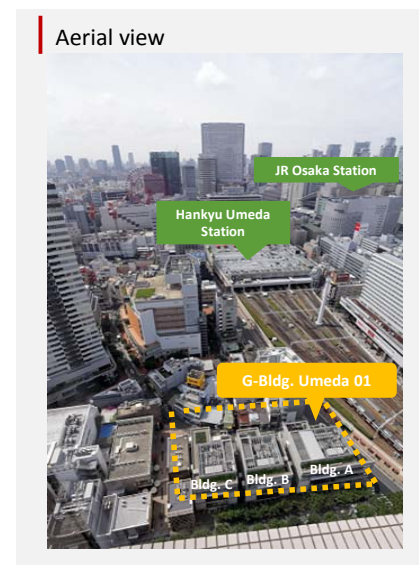 Aerial view
JR Osaka Station
Hankyu Umeda
Station
G-Bldg. Umeda 01
Bldg. A
Bldg. B
Bldg. C